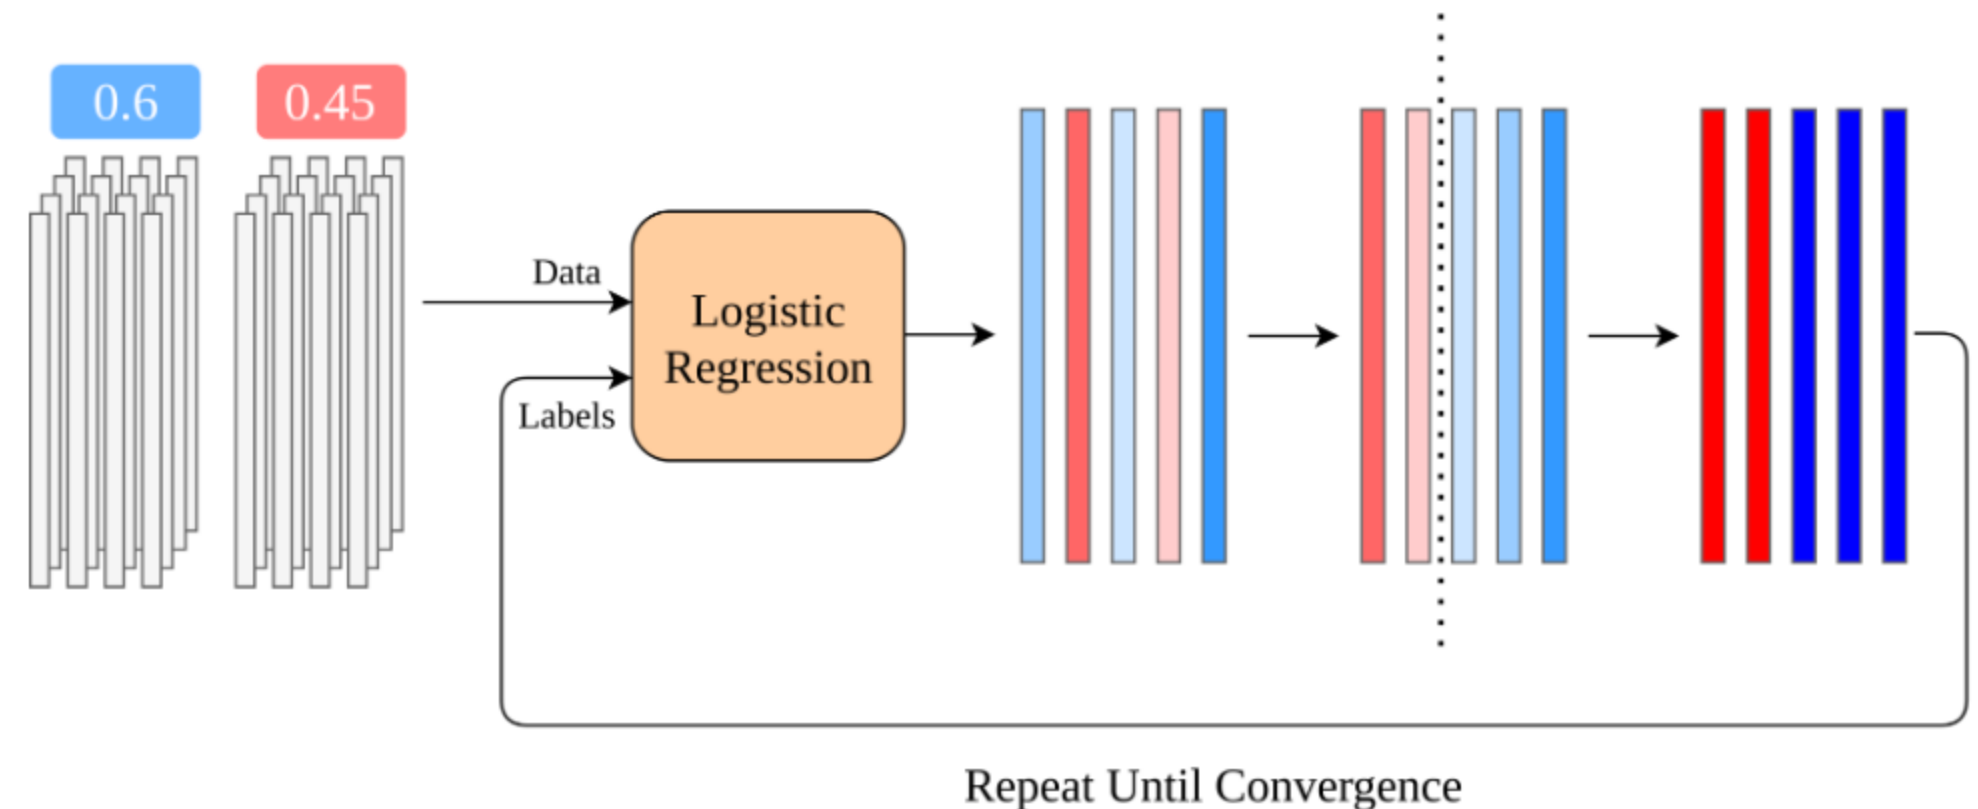 0.6
0.45
Data
Logistic
Regression
Labels
Repeat Until Convergence